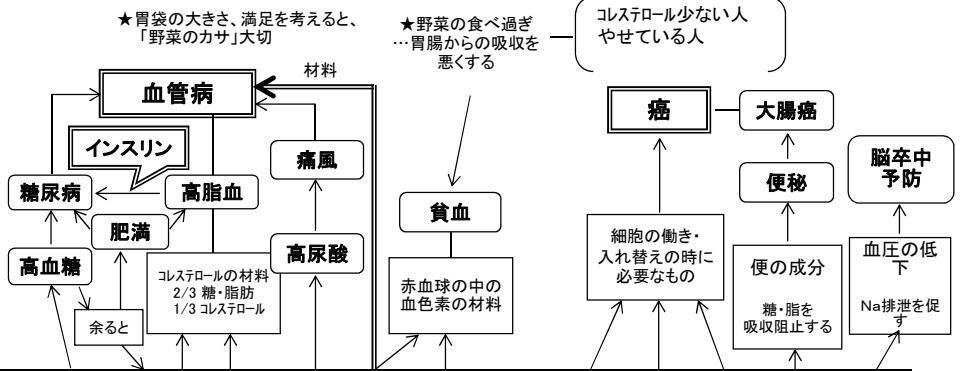 ★胃袋の大きさ、満足を考えると、
「野菜のカサ」大切
★野菜の食べ過ぎ
…胃腸からの吸収を
悪くする
コレステロール少ない人
やせている人
材料
血管病
インスリン
糖尿病
高脂血
肥満
高血糖
余ると
コレステロールの材料
2/3 糖・脂肪
1/3 コレステロール
痛風
高尿酸
貧血
赤血球の中の
血色素の材料
癌
大腸癌
便秘
細胞の働き・
入れ替えの時に
必要なもの
便の成分
糖・脂を
吸収阻止する
脳卒中
予防
血圧の低
下
Na排泄を促
す